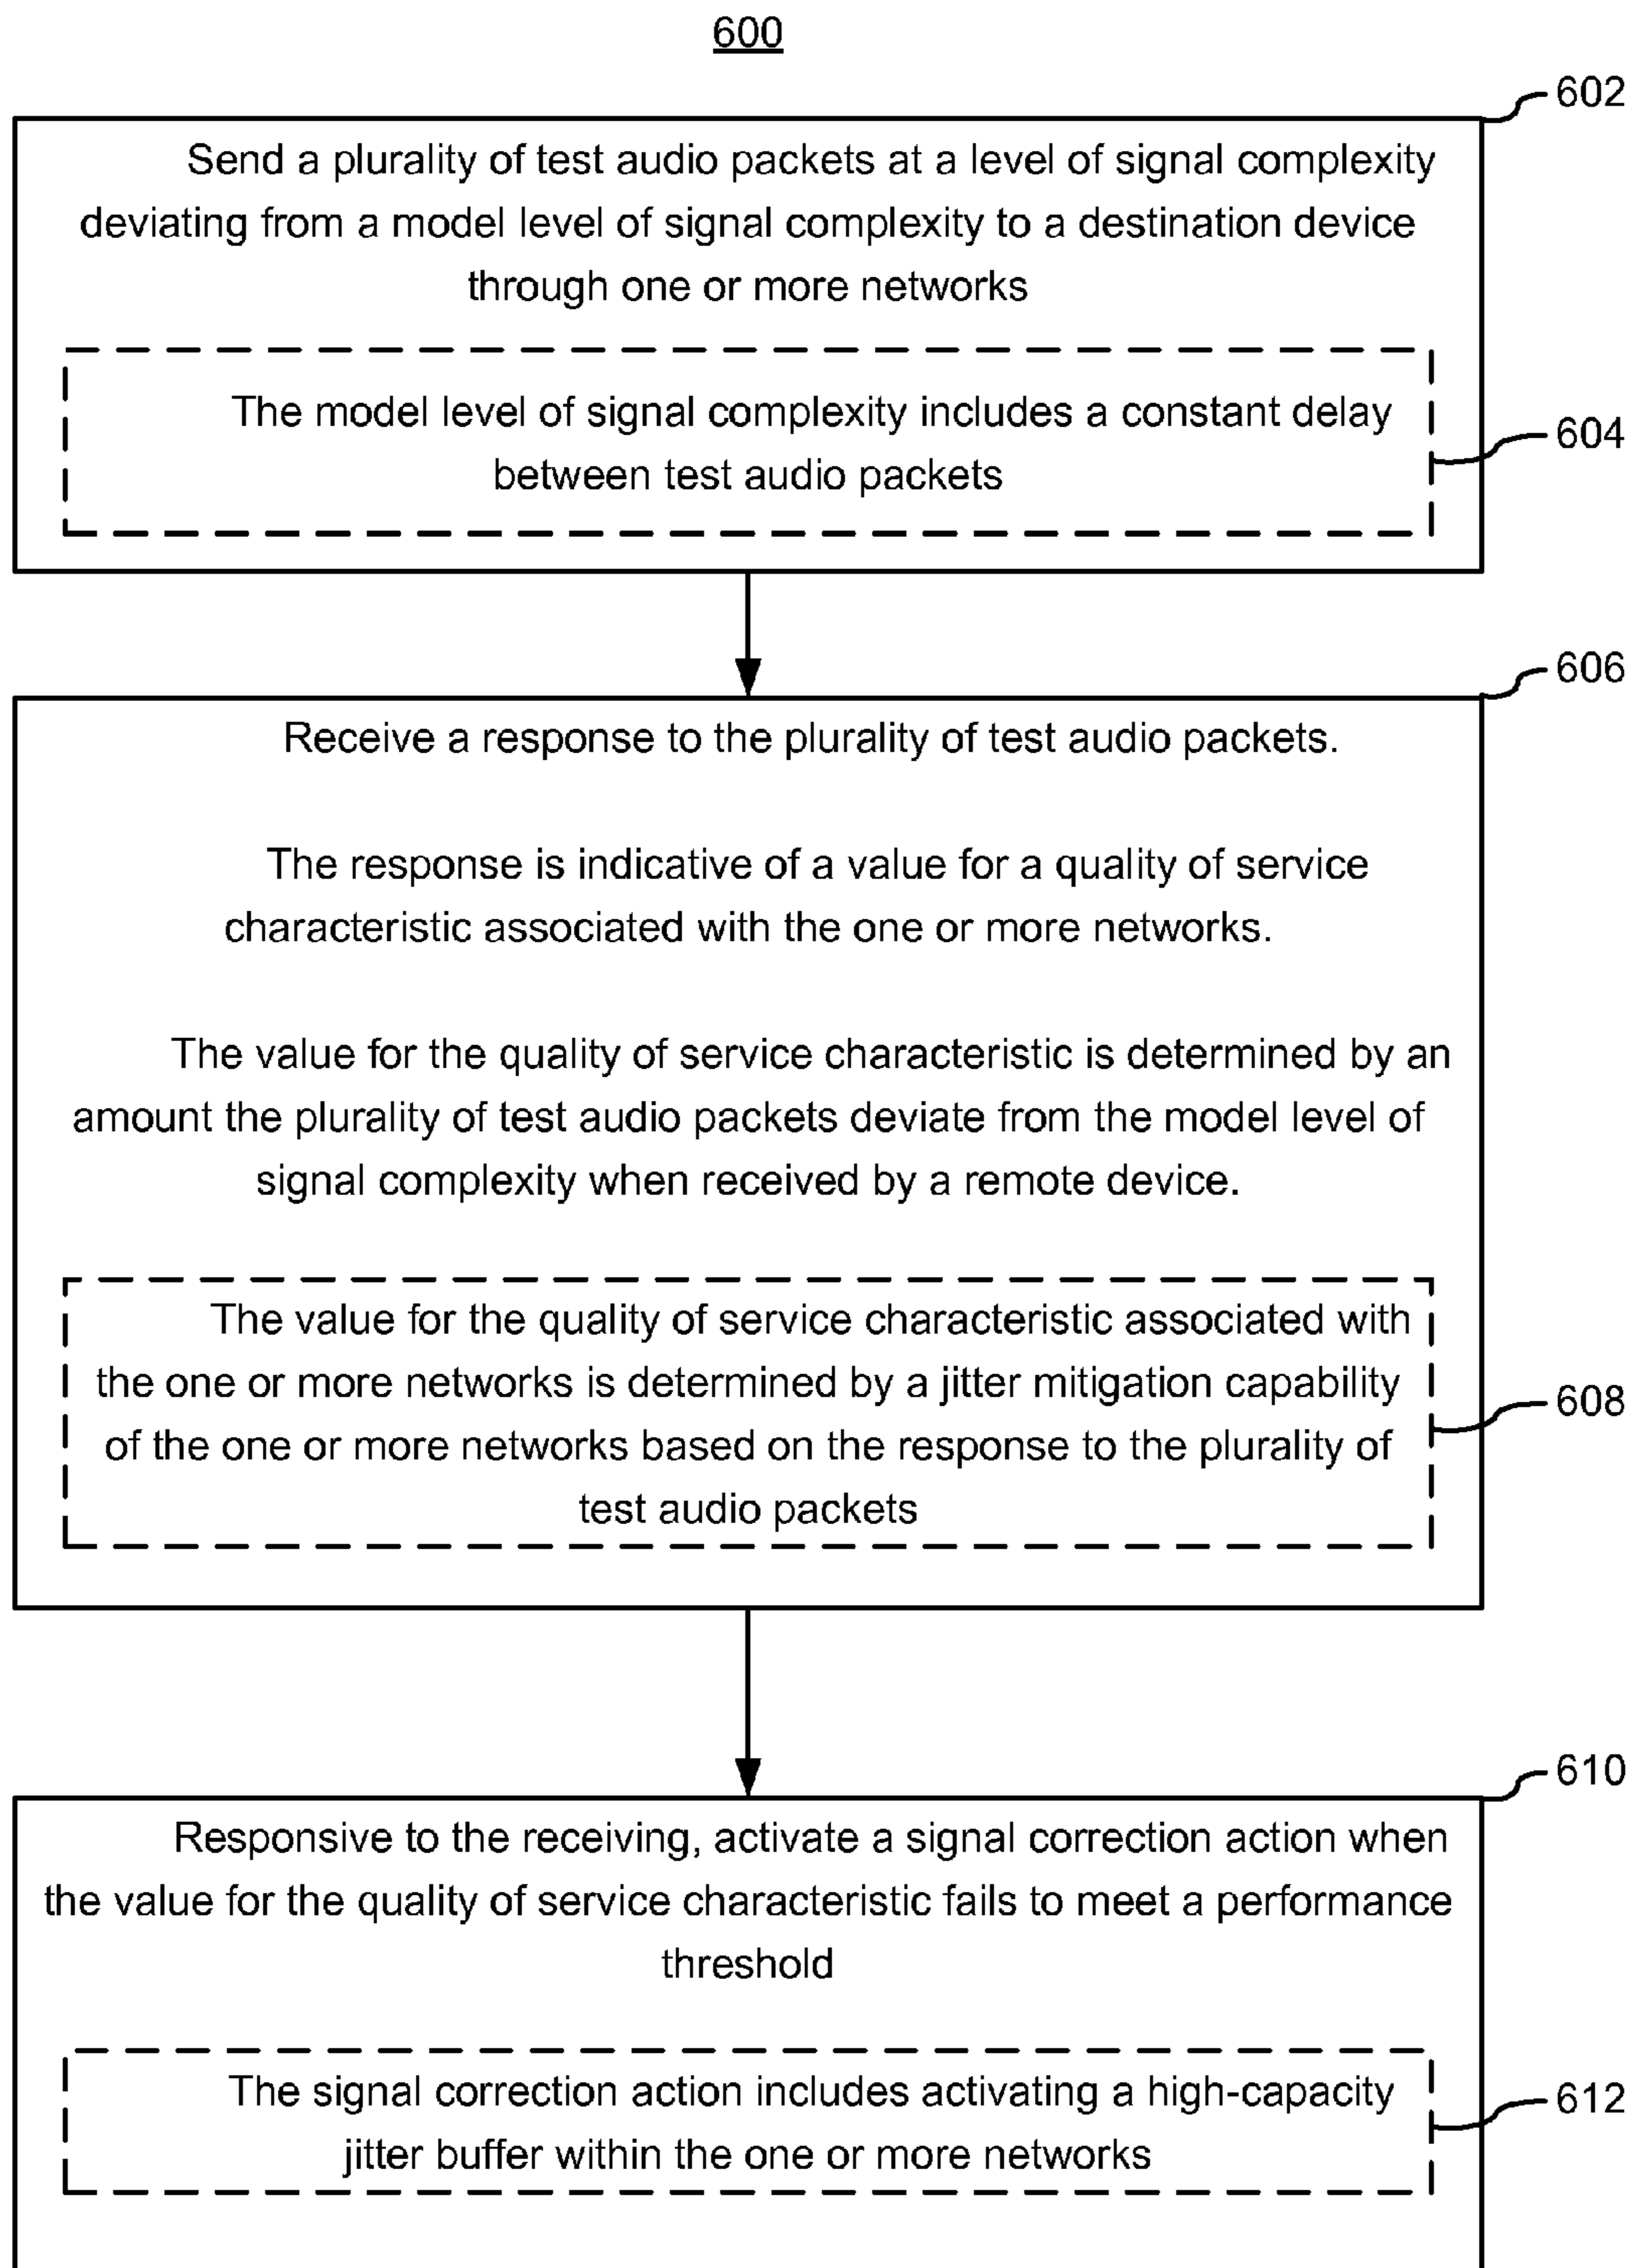 600
602
Send a plurality of test audio packets at a level of signal complexity
deviating from a model level of signal complexity to a destination device
through one or more networks
The model level of signal complexity includes a constant delay
between test audio packets
604
606
Receive a response to the plurality of test audio packets.
The response is indicative of a value for a quality of service
characteristic associated with the one or more networks.
The value for the quality of service characteristic is determined by an
amount the plurality of test audio packets deviate from the model level of
signal complexity when received by a remote device.
The value for the quality of service characteristic associated with
the one or more networks is determined by a jitter mitigation capability
of the one or more networks based on the response to the plurality of
test audio packets
608
610
Responsive to the receiving, activate a signal correction action when
the value for the quality of service characteristic fails to meet a performance
threshold
The signal correction action includes activating a high-capacity
jitter buffer within the one or more networks
612